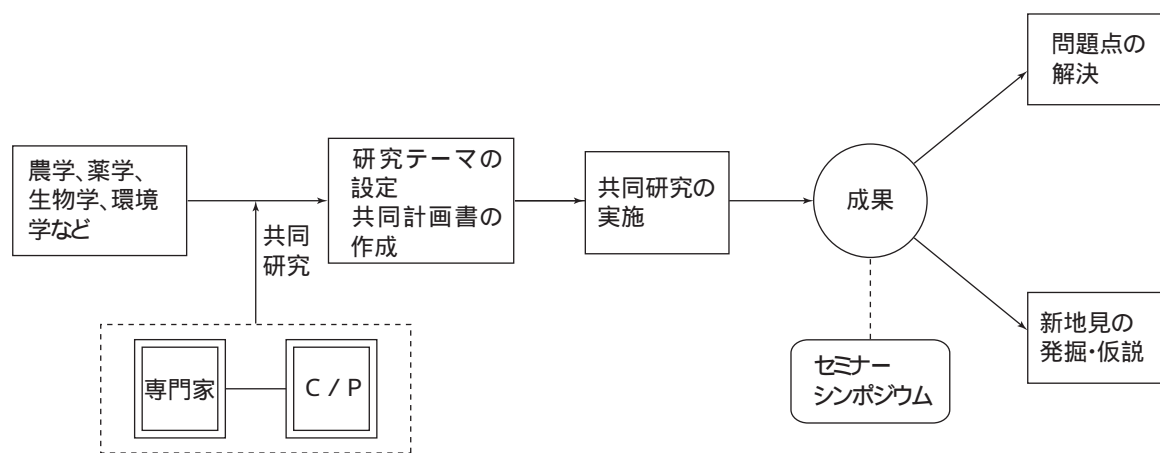 農学、薬学、
生物学、環境
学など
共同
研究
専門家
C / P
研究テーマの
設定
共同計画書の
作成
共同研究の
実施
成果
セミナー
シンポジウム
問題点の
解決
新地見の
発掘・仮説